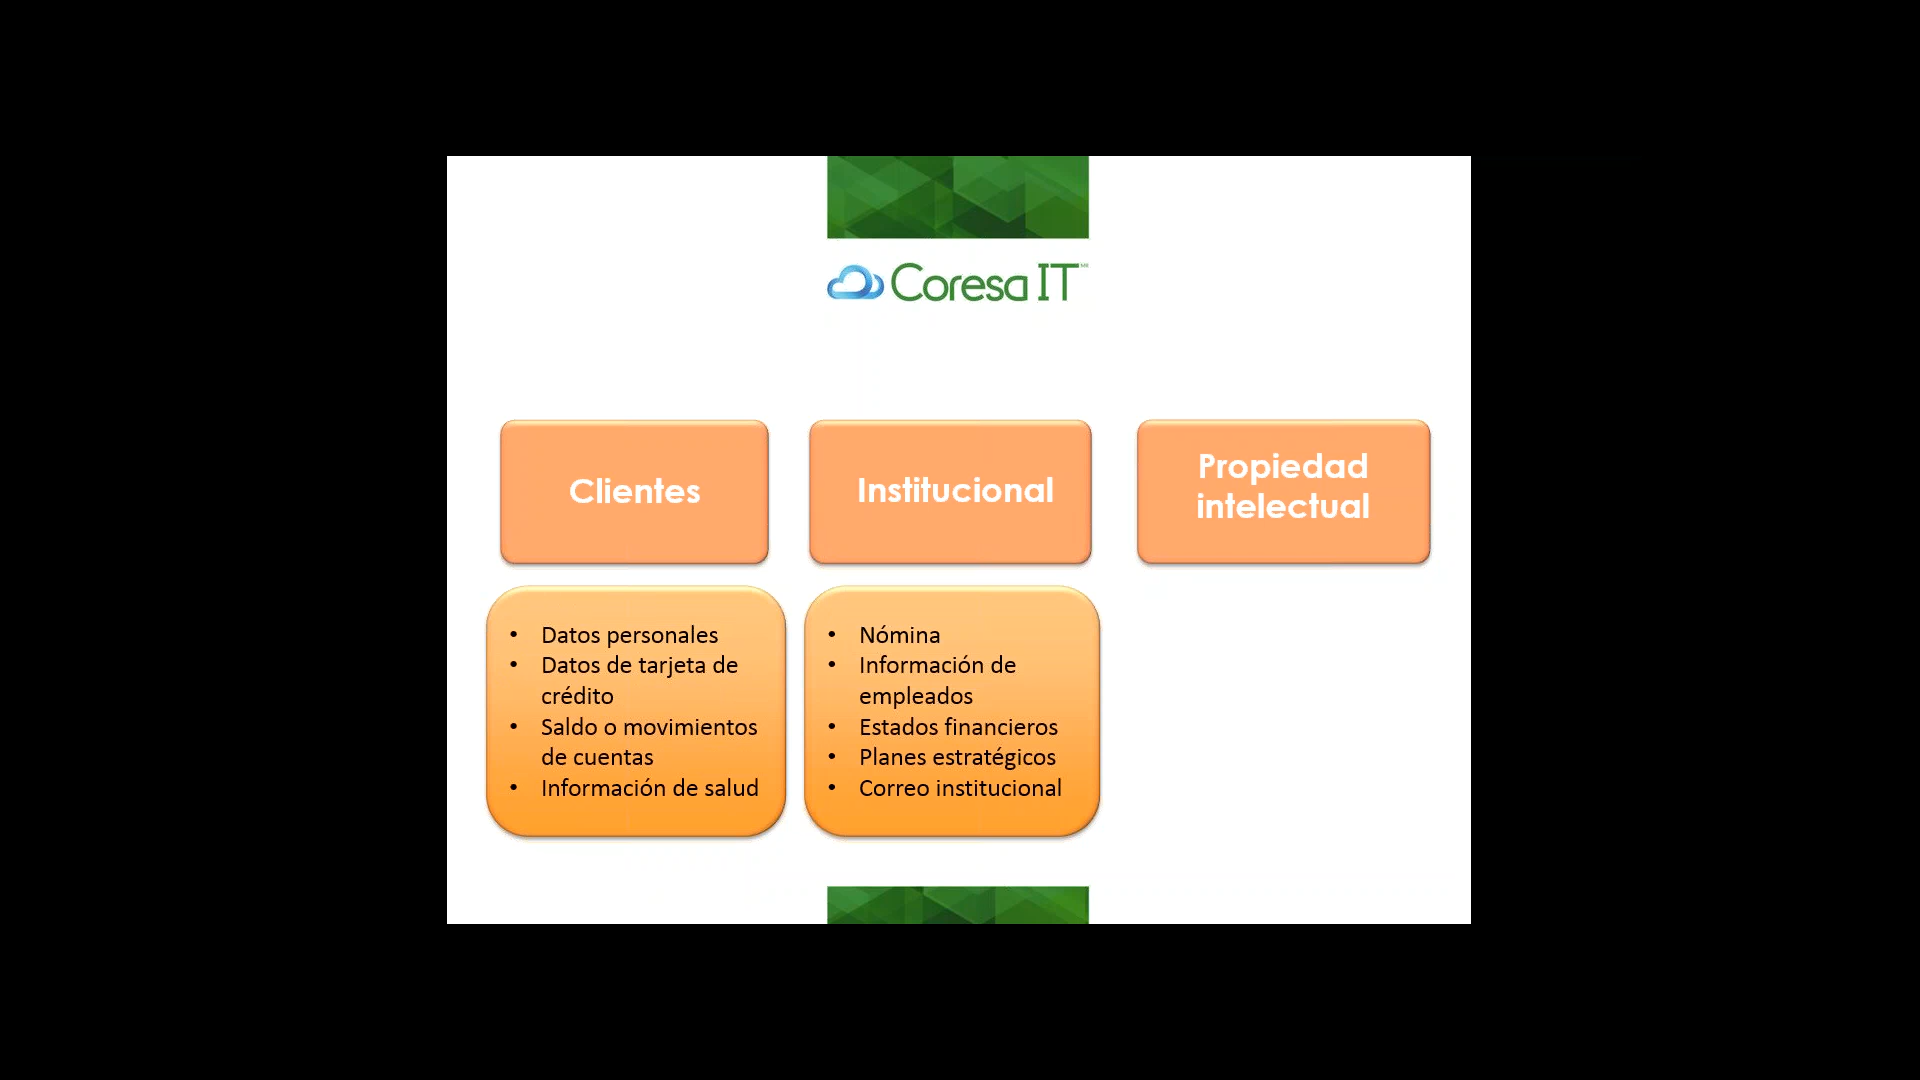 Coresa IT
Clientes
Institucional
Propiedad
intelectual
• Datos personales
• Datos de tarjeta de
crédito
• Saldo o movimientos
de cuentas
• Información de salud
• Nómina
• Información de
empleados
• Estados financieros
• Planes estratégicos
• Correo institucional